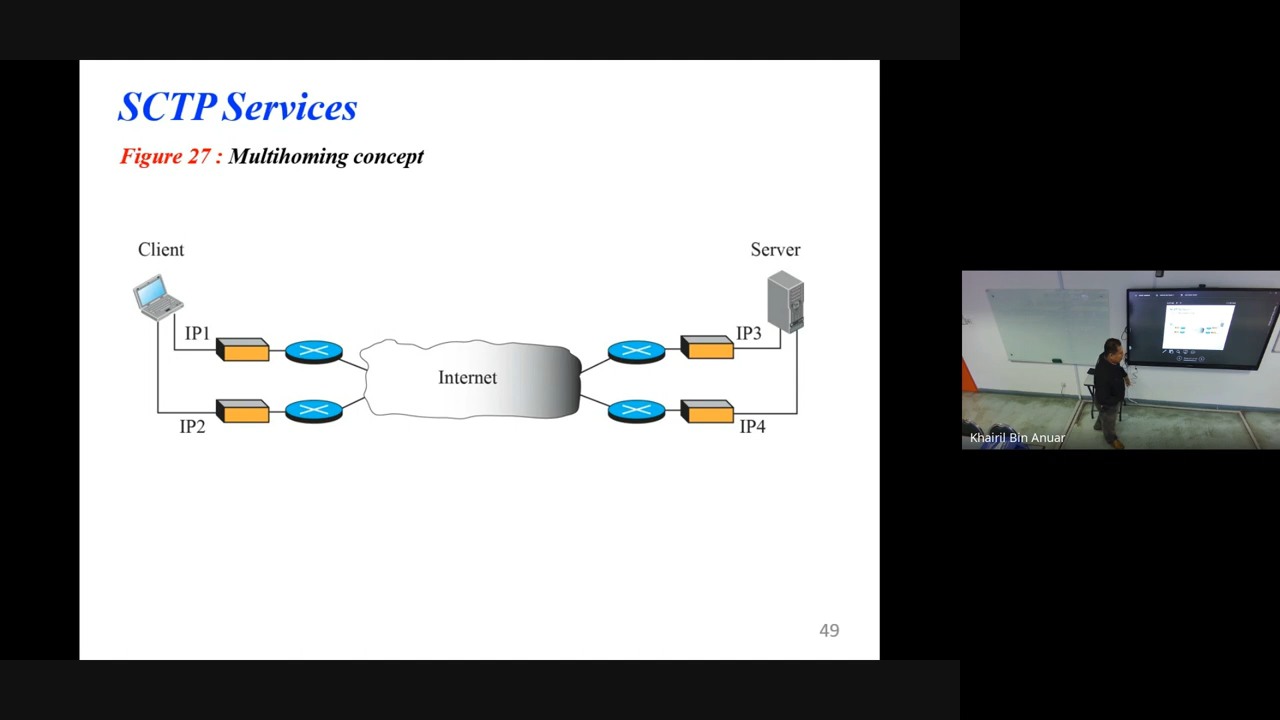 SCTP Services
Figure 27 : Multihoming concept
Client
Server
IP1
IP3
Internet
IP2
IP4
49
Khairil Bin Anuar